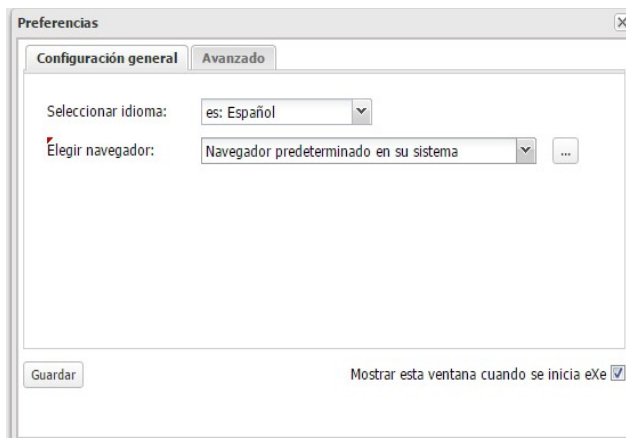 Preferencias
Configuración general Avanzado
Seleccionar idioma: es: Español
Elegir navegador: Navegador predeterminado en su sistema ...
Guardar Mostrar esta ventana cuando se inicia eXe